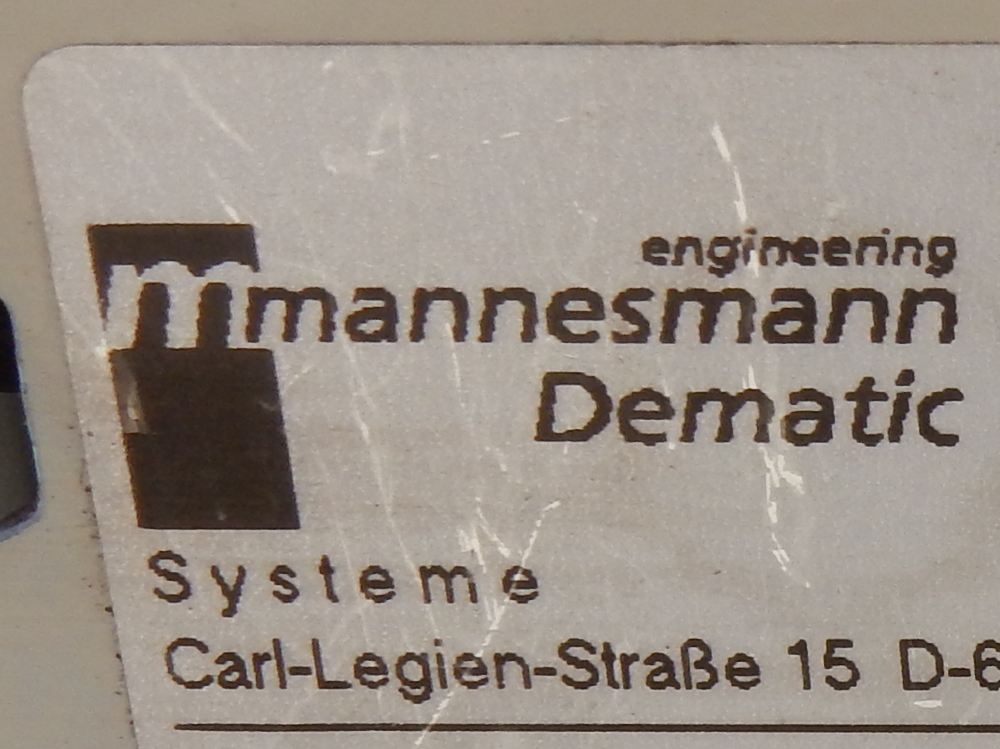 engineering
m mannesmann
Dematic
Systeme
Carl-Legien-Straße 15 D-6